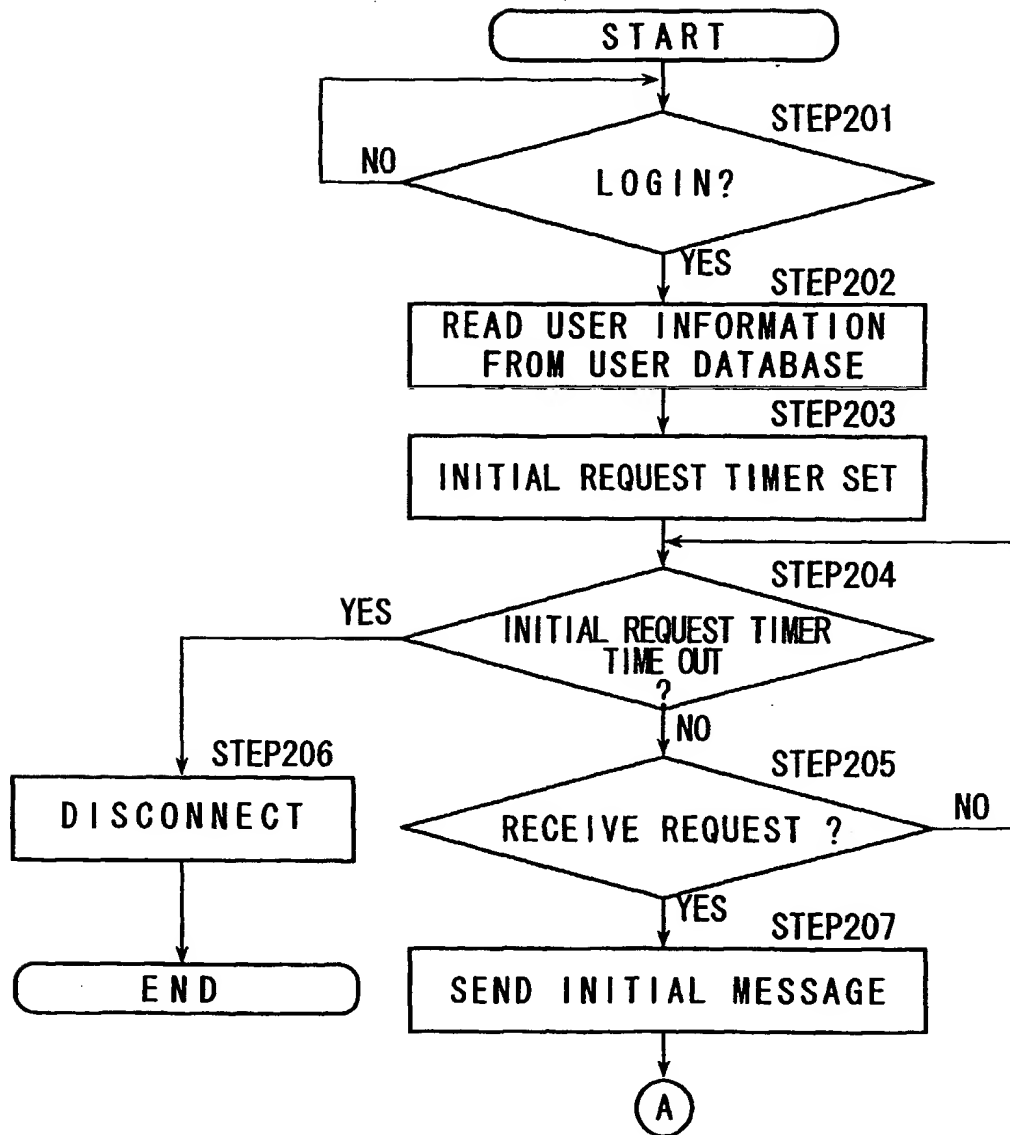 START
STEP201
NO
LOGIN?
YES
STEP202
READ USER INFORMATION
FROM USER DATABASE
STEP203
INITIAL REQUEST TIMER SET
STEP204
YES
INITIAL REQUEST TIMER
TIME OUT
?
NO
STEP206
STEP205
DISCONNECT
RECEIVE REQUEST ?
NO
YES
STEP207
END
SEND INITIAL MESSAGE
A